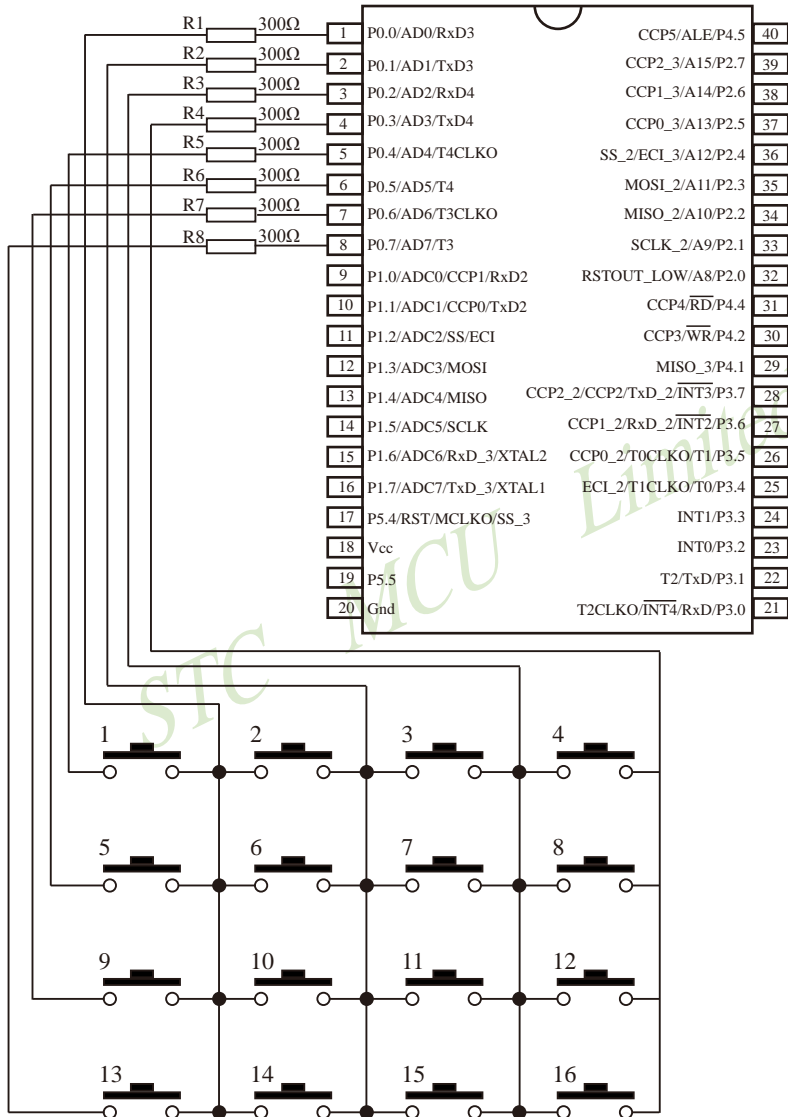 R1 300Ω 1 P0.0/AD0/RxD3 CCP5/ALE/P4.5 40
R2 300Ω 2 P0.1/AD1/TxD3 CCP2_3/A15/P2.7 39
R3 300Ω 3 P0.2/AD2/RxD4 CCP1_3/A14/P2.6 38
R4 300Ω 4 P0.3/AD3/TxD4 CCP0_3/A13/P2.5 37
R5 300Ω 5 P0.4/AD4/T4CLKO SS_2/ECI_3/A12/P2.4 36
R6 300Ω 6 P0.5/AD5/T4 MOSI_2/A11/P2.3 35
R7 300Ω 7 P0.6/AD6/T3CLKO MISO_2/A10/P2.2 34
R8 300Ω 8 P0.7/AD7/T3 SCLK_2/A9/P2.1 33
9 P1.0/ADC0/CCP1/RxD2 RSTOUT_LOW/A8/P2.0 32
10 P1.1/ADC1/CCP0/TxD2 CCP4/RD/P4.4 31
11 P1.2/ADC2/SS/ECI CCP3/WR/P4.2 30
12 P1.3/ADC3/MOSI MISO_3/P4.1 29
13 P1.4/ADC4/MISO CCP2_2/CCP2/TxD_2/INT3/P3.7 28
14 P1.5/ADC5/SCLK CCP1_2/RxD_2/INT2/P3.6 27
15 P1.6/ADC6/RxD_3/XTAL2 CCP0_2/T0CLKO/T1/P3.5 26
16 P1.7/ADC7/TxD_3/XTAL1 ECI_2/T1CLKO/T0/P3.4 25
17 P5.4/RST/MCLKO/SS_3 INT1/P3.3 24
18 Vcc INT0/P3.2 23
19 P5.5 T2/TxD/P3.1 22
20 Gnd T2CLKO/INT4/RxD/P3.0 21
STC MCU Limited
1 2 3 4
5 6 7 8
9 10 11 12
13 14 15 16